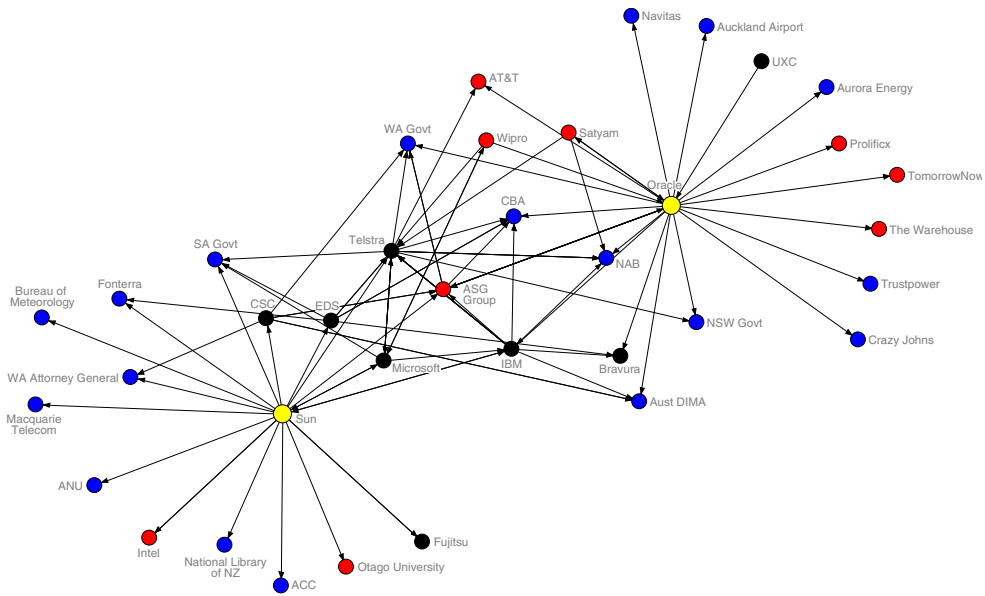 Navitas
Auckland Airport
UXC
AT&T
Aurora Energy
WA Govt
Wipro
Satyam
Prolificx
TomorrowNow
Oracle
CBA
The Warehouse
Telstra
SA Govt
NAB
Bureau of
Meteorology
Fonterra
CSC
EDS
ASG
Group
Trustpower
NSW Govt
Crazy Johns
WA Attorney General
Microsoft
IBM
Bravura
Macquarie
Telecom
Sun
Aust DIMA
ANU
Intel
National Library
of NZ
Fujitsu
Otago University
ACC